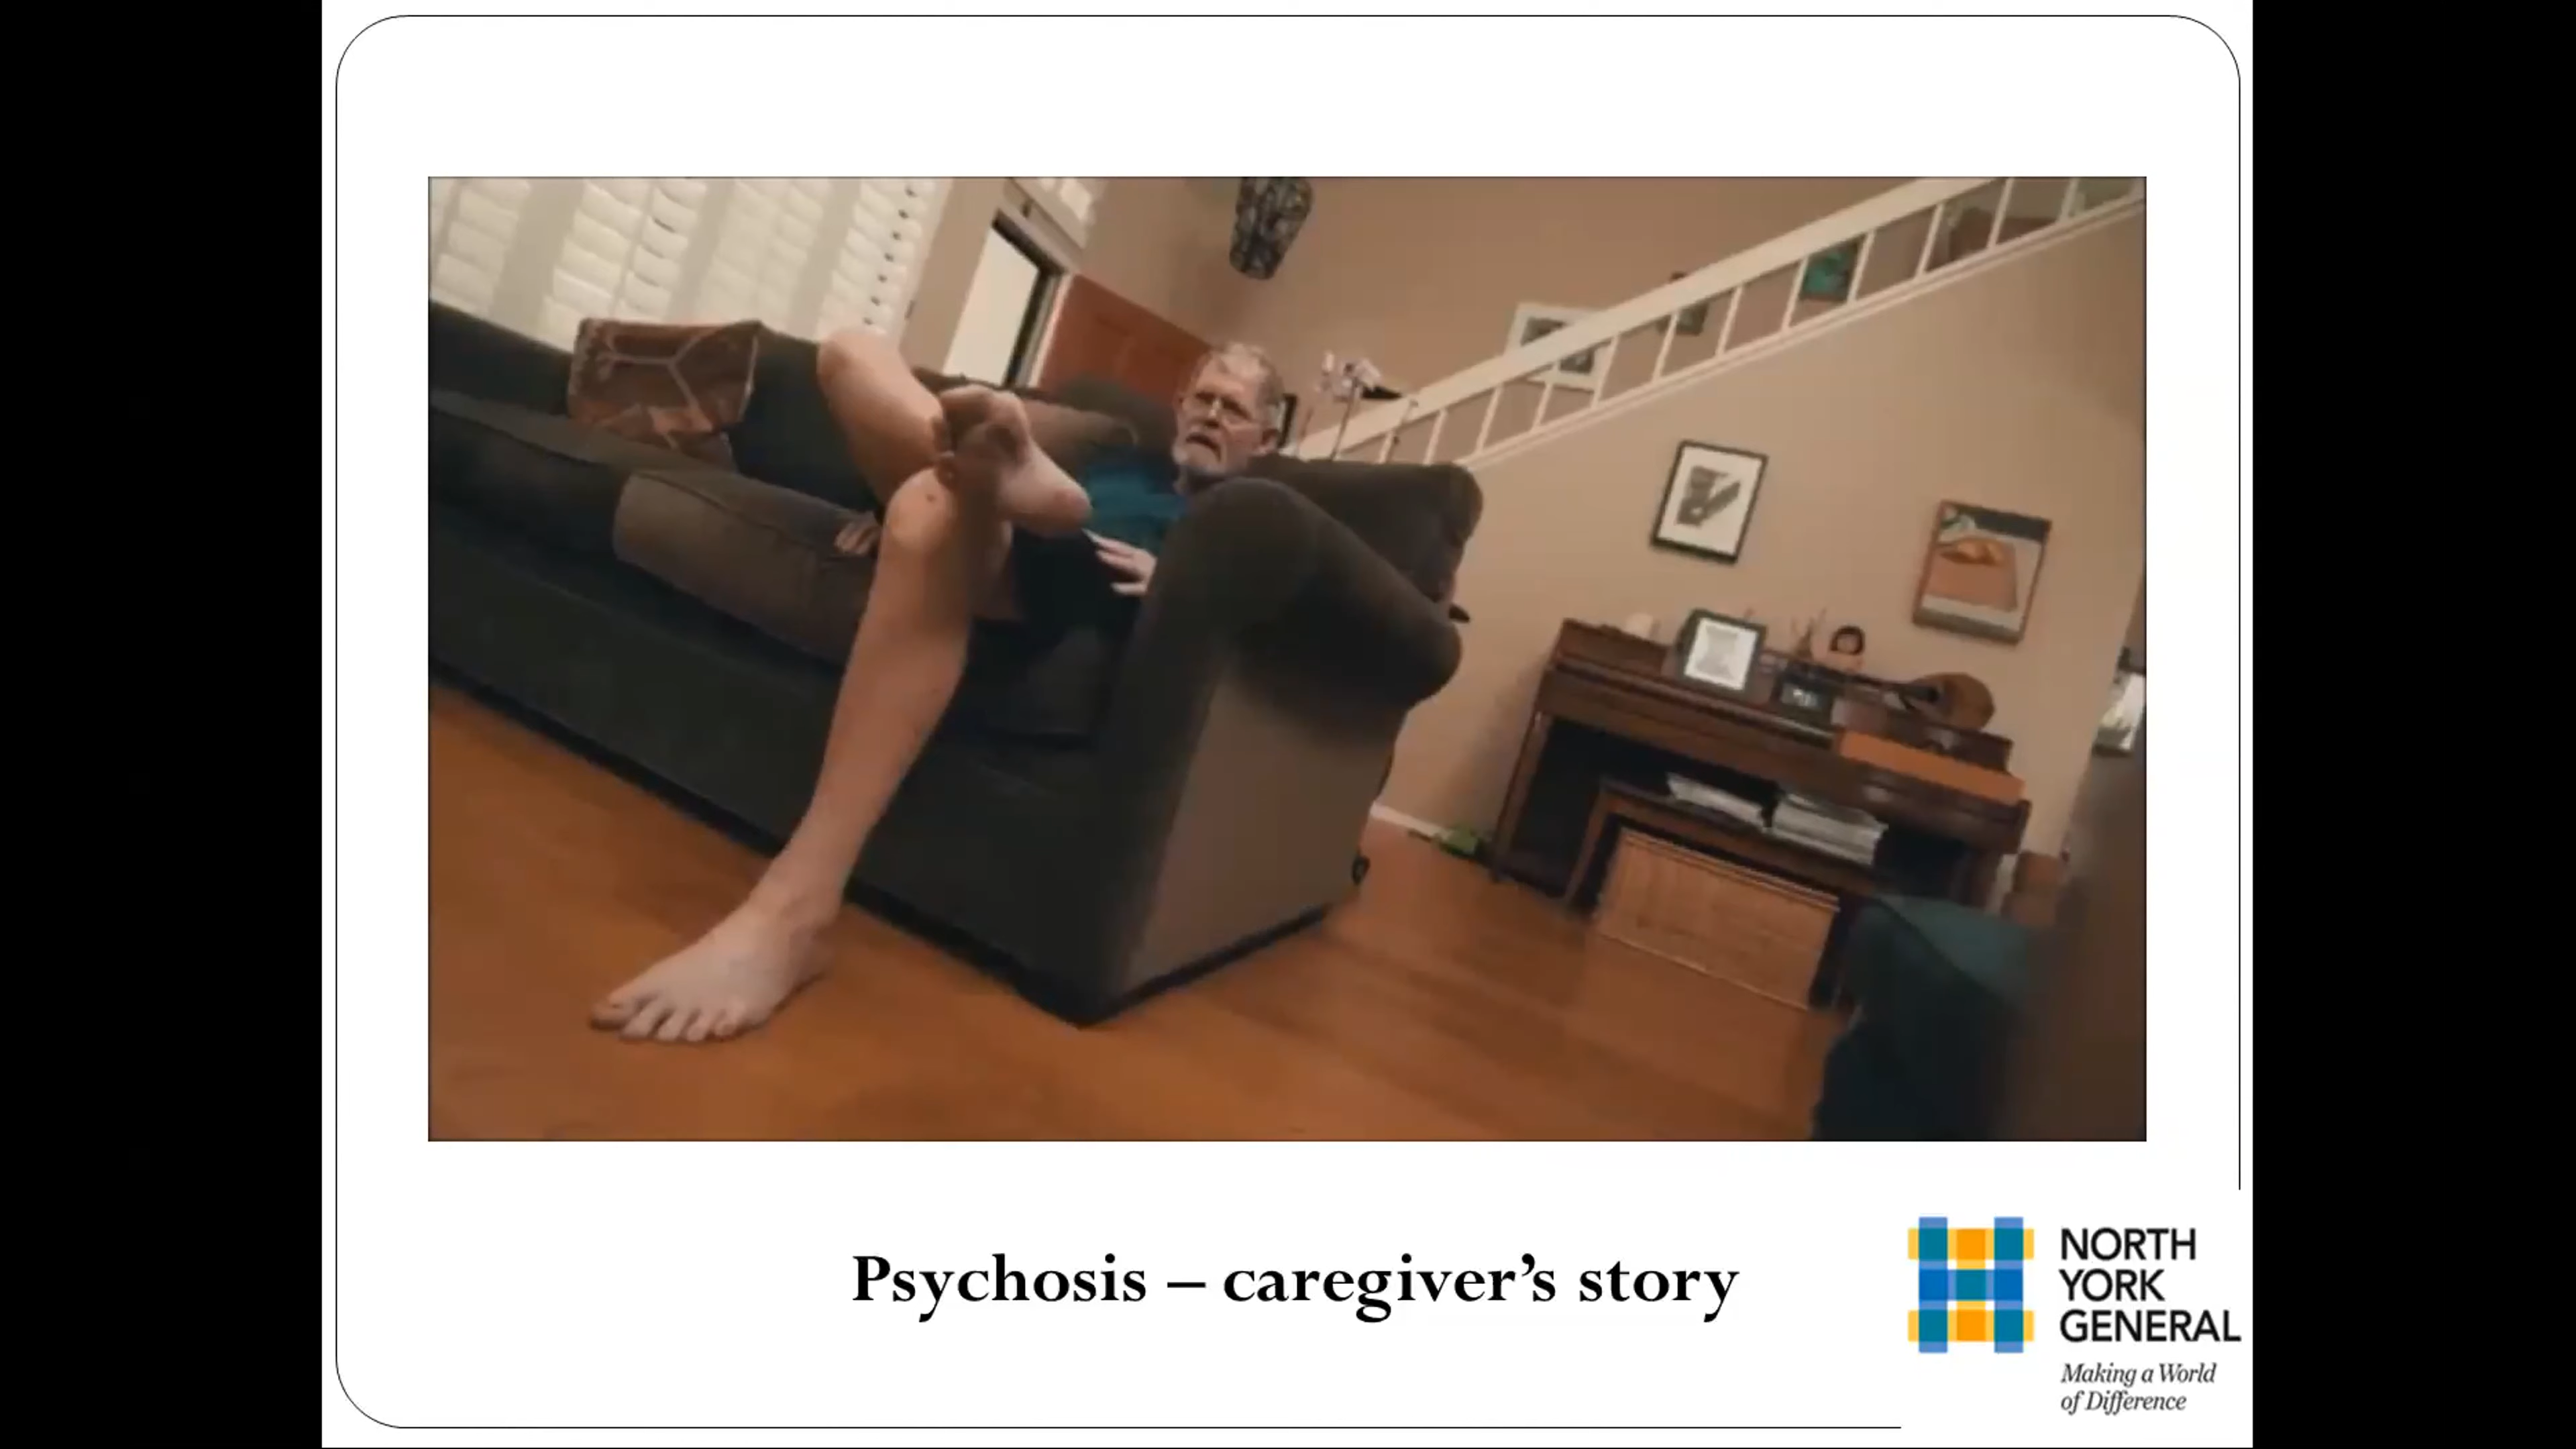 Psychosis – caregiver’s story
NORTH
YORK
GENERAL
Making a World
of Difference